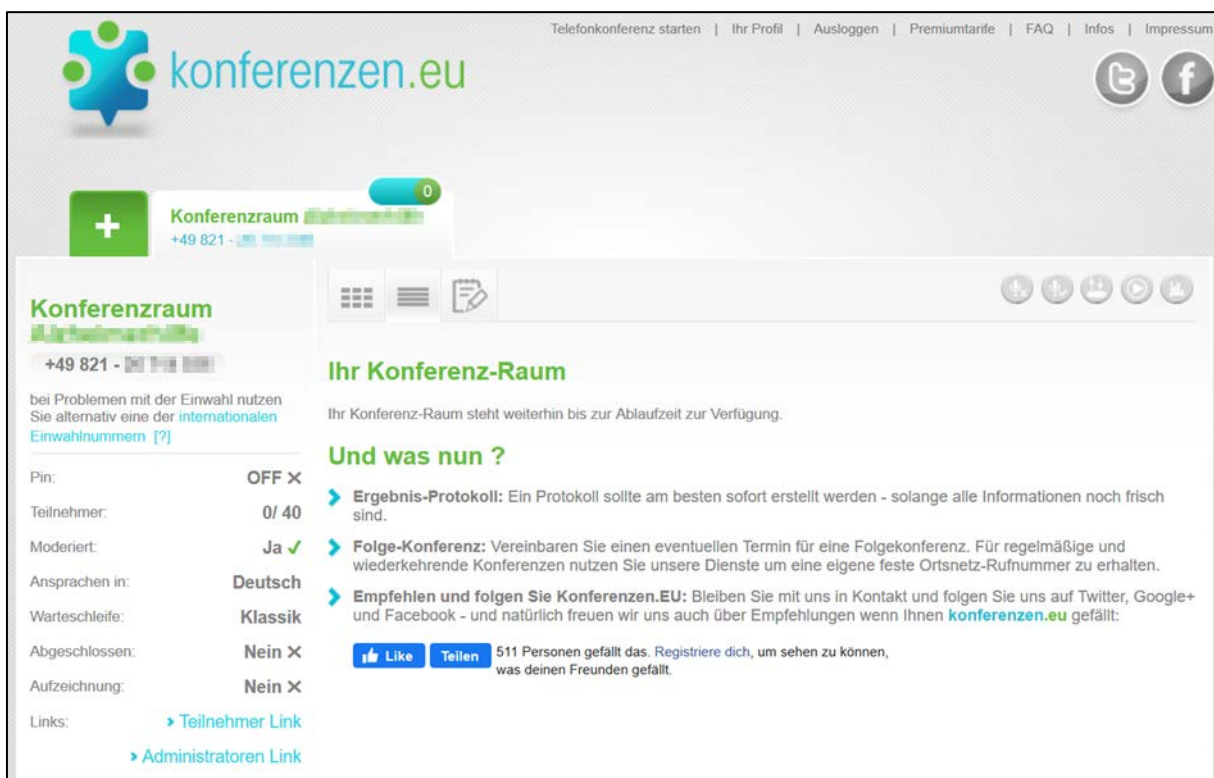 Telefonkonferenz starten | Ihr Profil | Ausloggen | Premiumtarife | FAQ | Infos | Impressum
konferenzen.eu
0
+
Konferenzraum
+49 821 -
Konferenzraum
+49 821 -
bei Problemen mit der Einwahl nutzen
Sie alternativ eine der internationalen
Einwahlnummern [?]
Pin: OFF ✕
Teilnehmer: 0/ 40
Moderiert: Ja ✓
Ansprachen in: Deutsch
Warteschleife: Klassik
Abgeschlossen: Nein ✕
Aufzeichnung: Nein ✕
Links: Teilnehmer Link
Administratoren Link
Ihr Konferenz-Raum
Ihr Konferenz-Raum steht weiterhin bis zur Ablaufzeit zur Verfügung.
Und was nun ?
Ergebnis-Protokoll: Ein Protokoll sollte am besten sofort erstellt werden - solange alle Informationen noch frisch
sind.
Folge-Konferenz: Vereinbaren Sie einen eventuellen Termin für eine Folgekonferenz. Für regelmäßige und
wiederkehrende Konferenzen nutzen Sie unsere Dienste um eine eigene feste Ortsnetz-Rufnummer zu erhalten.
Empfehlen und folgen Sie Konferenzen.EU: Bleiben Sie mit uns in Kontakt und folgen Sie uns auf Twitter, Google+
und Facebook - und natürlich freuen wir uns auch über Empfehlungen wenn Ihnen konferenzen.eu gefällt:
Like Teilen 511 Personen gefällt das. Registriere dich, um sehen zu können,
was deinen Freunden gefällt.